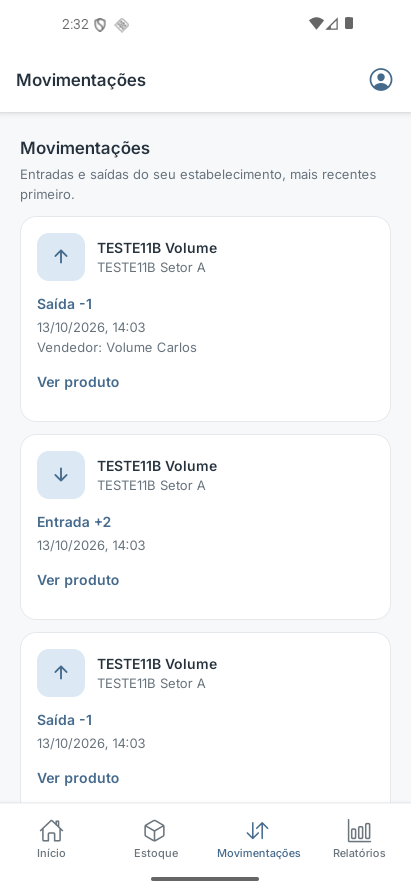 2:32
Movimentações
Movimentações
Entradas e saídas do seu estabelecimento, mais recentes
primeiro.
TESTE11B Volume
TESTE11B Setor A
Saída -1
13/10/2026, 14:03
Vendedor: Volume Carlos
Ver produto
TESTE11B Volume
TESTE11B Setor A
Entrada +2
13/10/2026, 14:03
Ver produto
TESTE11B Volume
TESTE11B Setor A
Saída -1
13/10/2026, 14:03
Ver produto
Início
Estoque
Movimentações
Relatórios